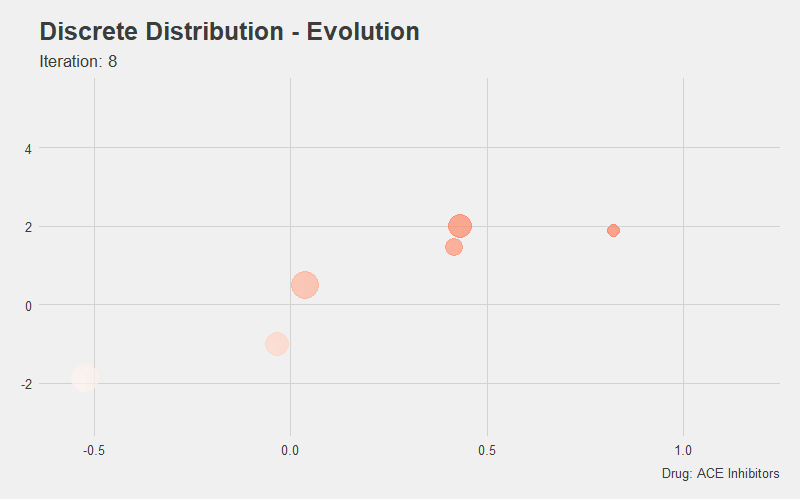 Discrete Distribution - Evolution
Iteration: 8
4
2
0
-2
-0.5 0.0 0.5 1.0
Drug: ACE Inhibitors